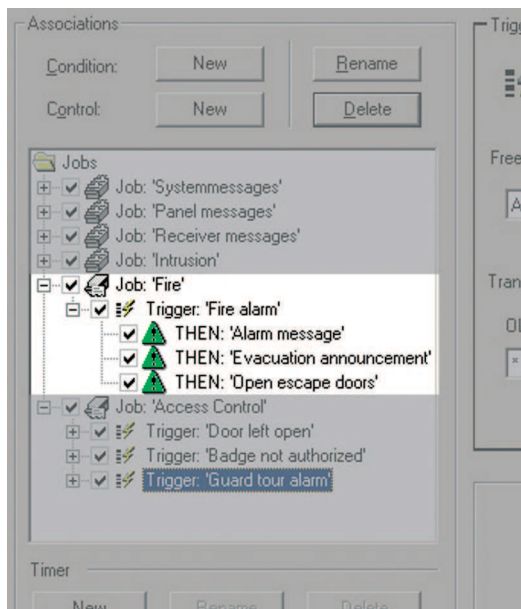 Associations
Condition: New Rename
Control: New Delete
Jobs
Job: 'Systemmessages'
Job: 'Panel messages'
Job: 'Receiver messages'
Job: 'Intrusion'
Job: 'Fire'
Trigger: 'Fire alarm'
THEN: 'Alarm message'
THEN: 'Evacuation announcement'
THEN: 'Open escape doors'
Job: 'Access Control'
Trigger: 'Door left open'
Trigger: 'Badge not authorized'
Trigger: 'Guard tour alarm'
Timer
New Rename Delete
Trigg
Free
A
Tran
*